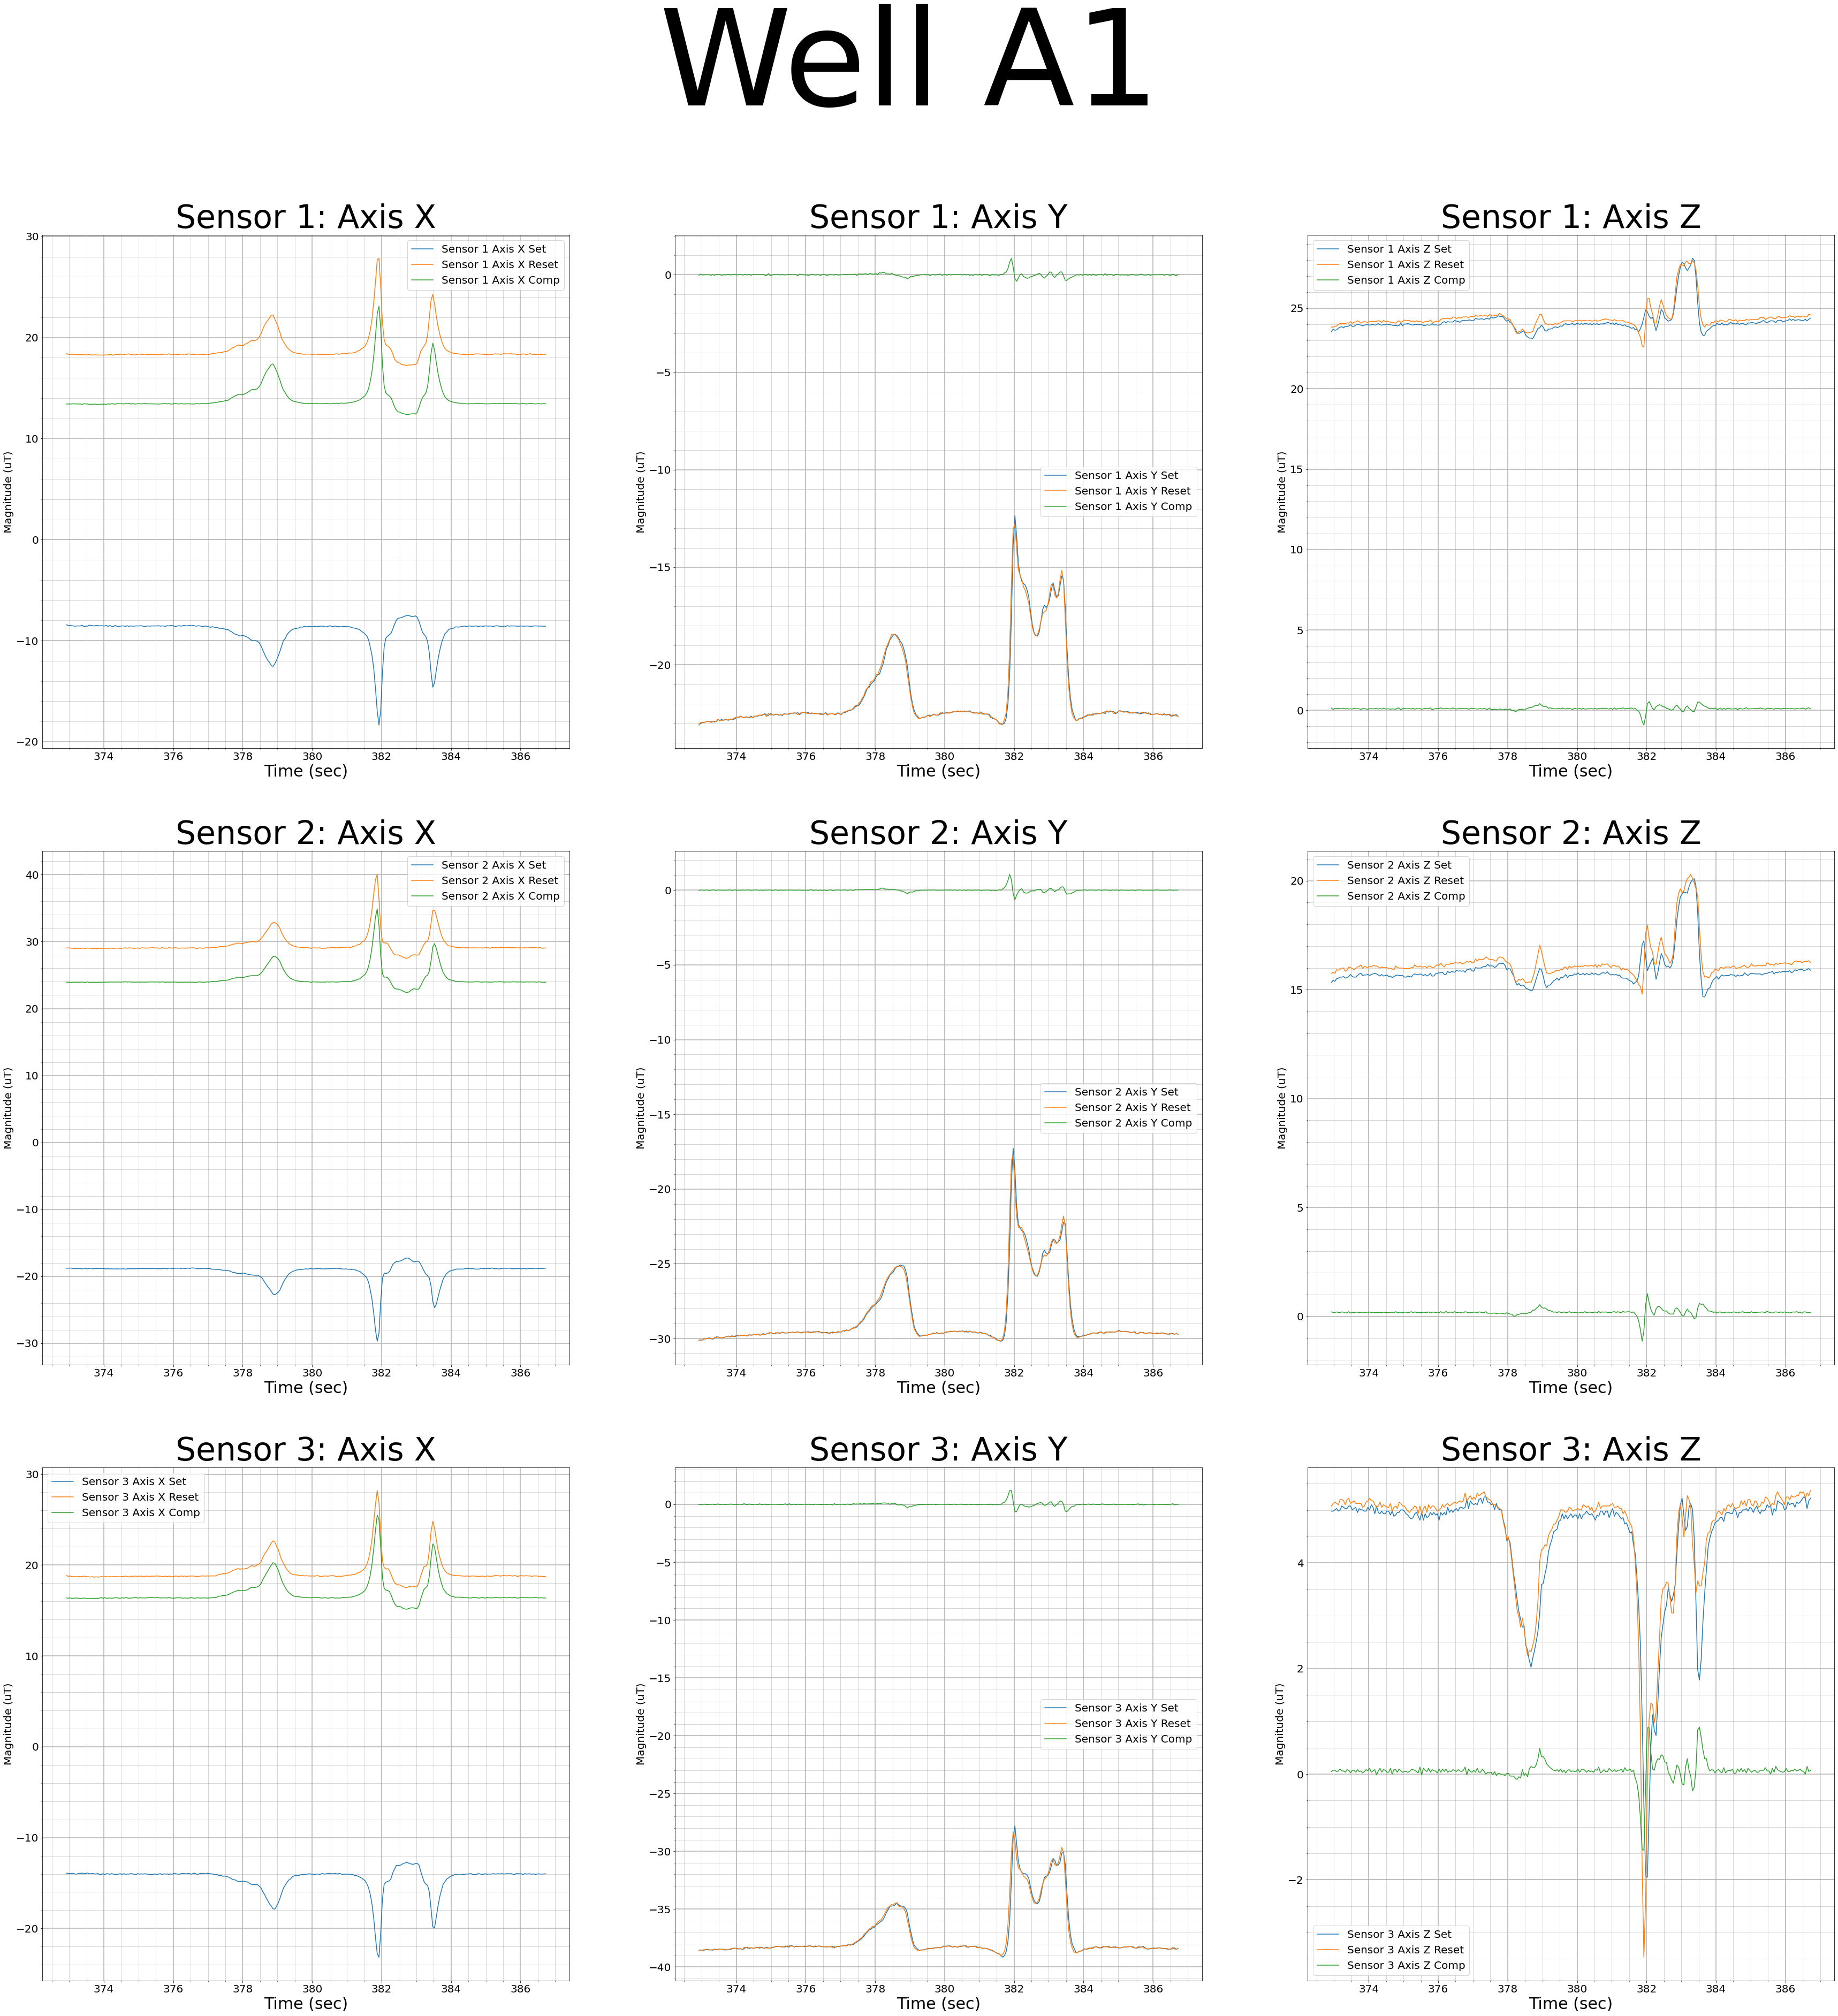 Well A1
Sensor 1: Axis X
Sensor 1 Axis X Set
Sensor 1 Axis X Reset
Sensor 1 Axis X Comp
Magnitude (uT)
30
20
10
0
−10
−20
374 376 378 380 382 384 386
Time (sec)
Sensor 1: Axis Y
Sensor 1 Axis Y Set
Sensor 1 Axis Y Reset
Sensor 1 Axis Y Comp
Magnitude (uT)
0
−5
−10
−15
−20
374 376 378 380 382 384 386
Time (sec)
Sensor 1: Axis Z
Sensor 1 Axis Z Set
Sensor 1 Axis Z Reset
Sensor 1 Axis Z Comp
Magnitude (uT)
25
20
15
10
5
0
374 376 378 380 382 384 386
Time (sec)
Sensor 2: Axis X
Sensor 2 Axis X Set
Sensor 2 Axis X Reset
Sensor 2 Axis X Comp
Magnitude (uT)
40
30
20
10
0
−10
−20
−30
374 376 378 380 382 384 386
Time (sec)
Sensor 2: Axis Y
Sensor 2 Axis Y Set
Sensor 2 Axis Y Reset
Sensor 2 Axis Y Comp
Magnitude (uT)
0
−5
−10
−15
−20
−25
−30
374 376 378 380 382 384 386
Time (sec)
Sensor 2: Axis Z
Sensor 2 Axis Z Set
Sensor 2 Axis Z Reset
Sensor 2 Axis Z Comp
Magnitude (uT)
20
15
10
5
0
374 376 378 380 382 384 386
Time (sec)
Sensor 3: Axis X
Sensor 3 Axis X Set
Sensor 3 Axis X Reset
Sensor 3 Axis X Comp
Magnitude (uT)
30
20
10
0
−10
−20
374 376 378 380 382 384 386
Time (sec)
Sensor 3: Axis Y
Sensor 3 Axis Y Set
Sensor 3 Axis Y Reset
Sensor 3 Axis Y Comp
Magnitude (uT)
0
−5
−10
−15
−20
−25
−30
−35
−40
374 376 378 380 382 384 386
Time (sec)
Sensor 3: Axis Z
Magnitude (uT)
4
2
0
−2
Sensor 3 Axis Z Set
Sensor 3 Axis Z Reset
Sensor 3 Axis Z Comp
374 376 378 380 382 384 386
Time (sec)